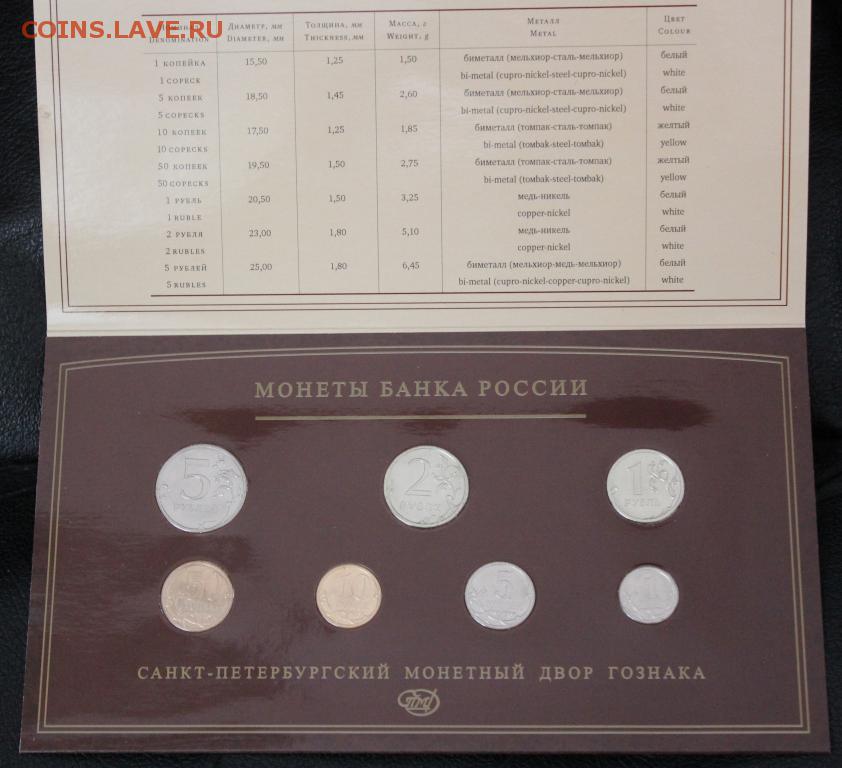 COINS.LAVE.RU
DENOMINATION
ДИАМЕТР, мм
DIAMETER, мм
ТОЛЩИНА, мм
THICKNESS, мм
МАССА, г
WEIGHT, g
МЕТАЛЛ
METAL
ЦВЕТ
COLOUR
1 КОПЕЙКА 15,50 1,25 1,50 биметалл (мельхиор-сталь-мельхиор) белый
1 COPECK bi-metal (cupro-nickel-steel-cupro-nickel) white
5 КОПЕЕК 18,50 1,45 2,60 биметалл (мельхиор-сталь-мельхиор) белый
5 COPECKS bi-metal (cupro-nickel-steel-cupro-nickel) white
10 КОПЕЕК 17,50 1,25 1,85 биметалл (томпак-сталь-томпак) желтый
10 COPECKS bi-metal (tombak-steel-tombak) yellow
50 КОПЕЕК 19,50 1,50 2,75 биметалл (томпак-сталь-томпак) желтый
50 COPECKS bi-metal (tombak-steel-tombak) yellow
1 РУБЛЬ 20,50 1,50 3,25 медь-никель белый
1 RUBLE copper-nickel white
2 РУБЛЯ 23,00 1,80 5,10 медь-никель белый
2 RUBLES copper-nickel white
5 РУБЛЕЙ 25,00 1,80 6,45 биметалл (мельхиор-медь-мельхиор) белый
5 RUBLES bi-metal (cupro-nickel-copper-cupro-nickel) white
МОНЕТЫ БАНКА РОССИИ
5 2 1
РУБЛЕЙ РУБЛЯ РУБЛЬ
50 10 5 1
САНКТ-ПЕТЕРБУРГСКИЙ МОНЕТНЫЙ ДВОР ГОЗНАКА